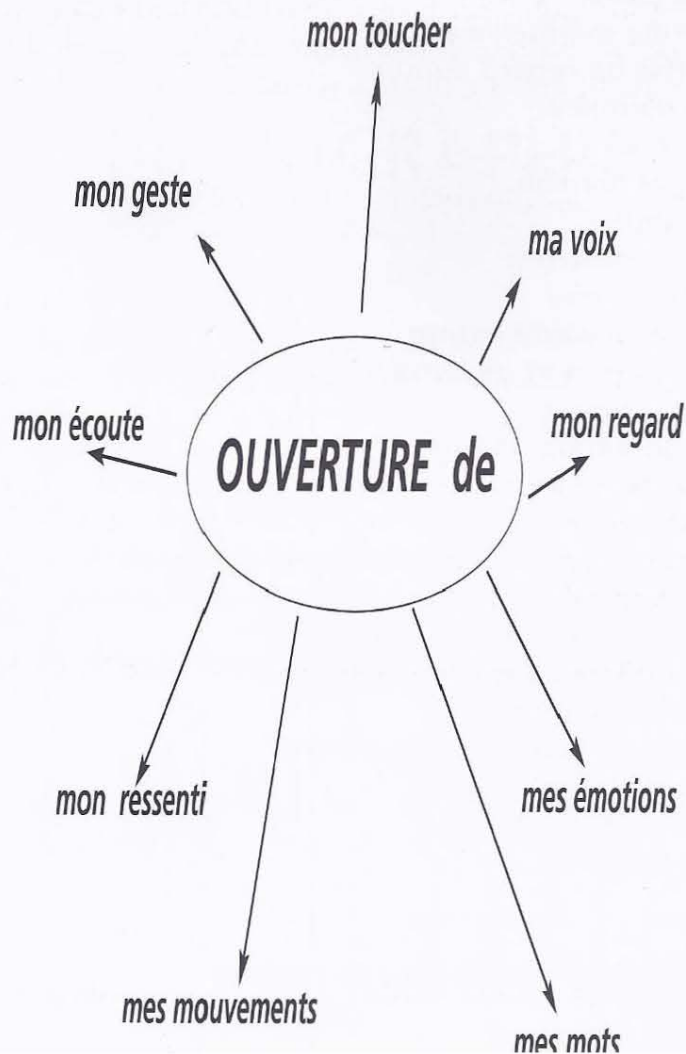 mon toucher
mon geste
ma voix
mon écoute
OUVERTURE de
mon regard
mon ressenti
mes émotions
mes mouvements
mes mots